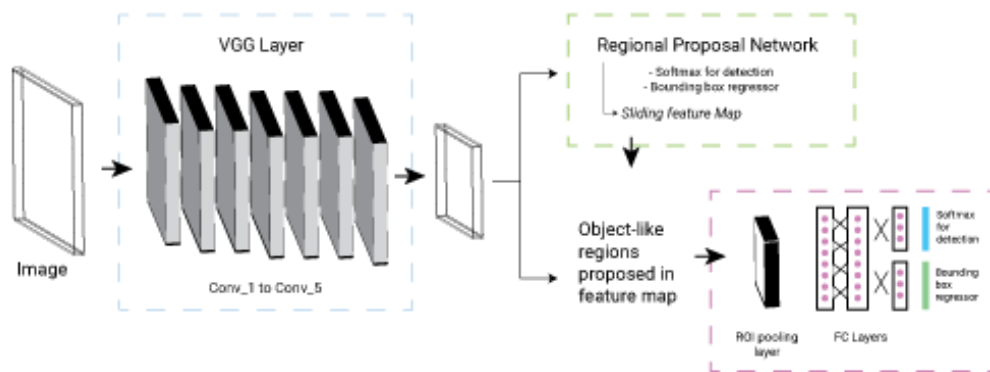 VGG Layer
Image
Conv_1 to Conv_5
Regional Proposal Network
- Softmax for detection
- Bounding box regressor
Sliding feature Map
Object-like
regions
proposed in
feature map
ROI pooling
layer
FC Layers
Softmax
for
detection
Bounding
box
regressor